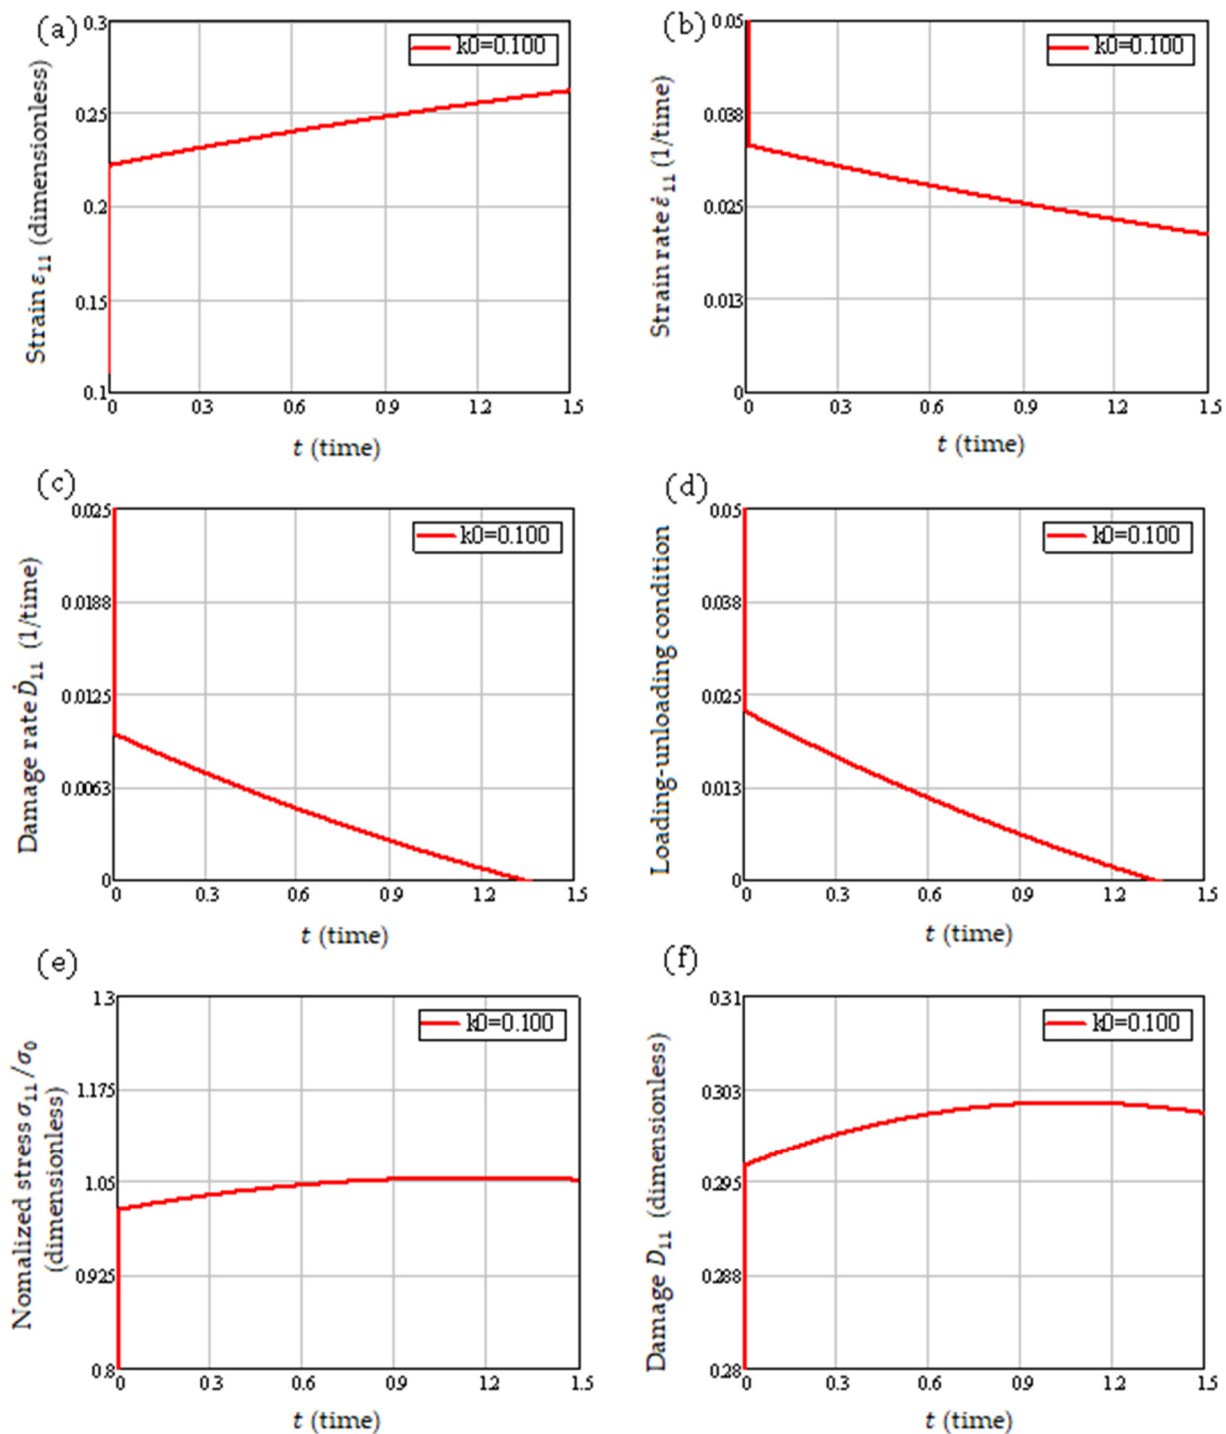 (a)
Strain ε₁₁ (dimensionless)
0.3
0.25
0.2
0.15
0.1
k0=0.100
0 0.3 0.6 0.9 1.2 1.5
t (time)
(b)
Strain rate ε̇₁₁ (1/time)
0.05
0.038
0.025
0.013
0
k0=0.100
0 0.3 0.6 0.9 1.2 1.5
t (time)
(c)
Damage rate Ḋ₁₁ (1/time)
0.025
0.0188
0.0125
0.0063
0
k0=0.100
0 0.3 0.6 0.9 1.2 1.5
t (time)
(d)
Loading-unloading condition
0.05
0.038
0.025
0.013
0
k0=0.100
0 0.3 0.6 0.9 1.2 1.5
t (time)
(e)
Nomalized stress σ₁₁/σ₀
(dimensionless)
1.3
1.175
1.05
0.925
0.8
k0=0.100
0 0.3 0.6 0.9 1.2 1.5
t (time)
(f)
Damage D₁₁ (dimensionless)
0.31
0.303
0.295
0.288
0.28
k0=0.100
0 0.3 0.6 0.9 1.2 1.5
t (time)